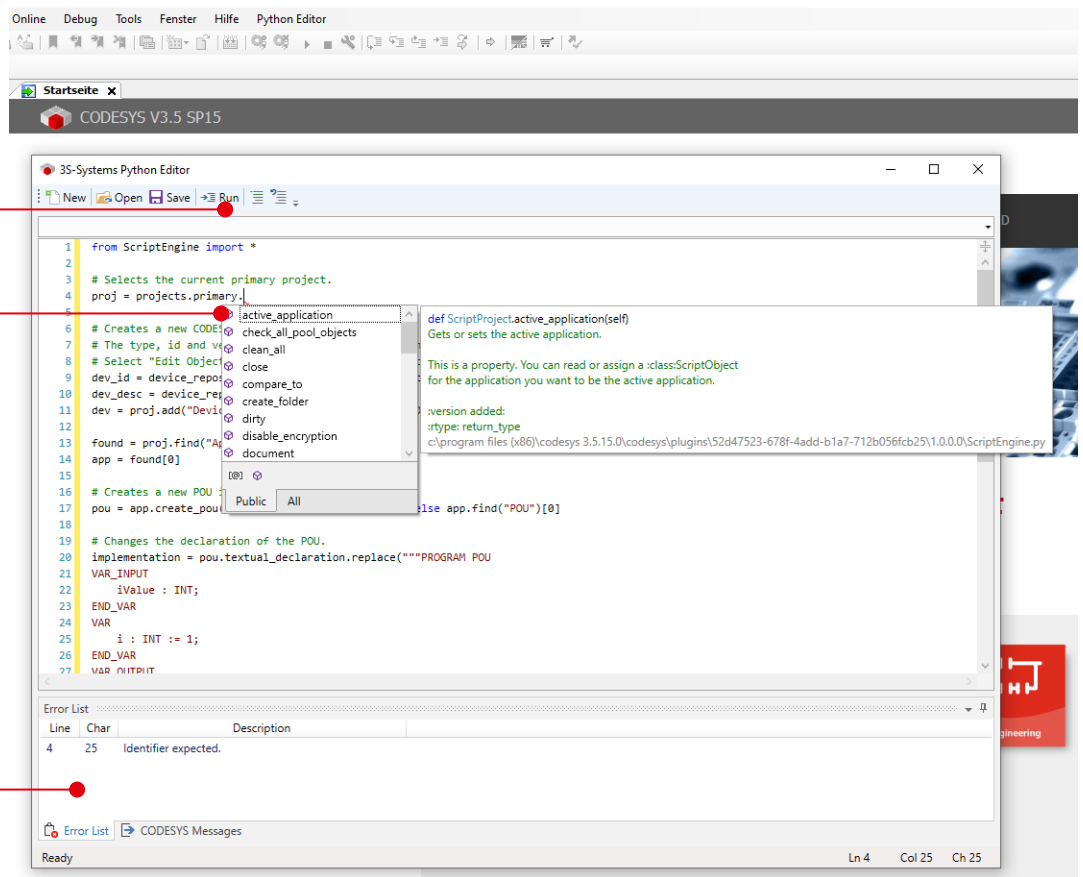 Online Debug Tools Fenster Hilfe Python Editor
Startseite
CODESYS V3.5 SP15
3S-Systems Python Editor
New Open Save Run
D
1 from ScriptEngine import *
2
3 # Selects the current primary project.
4 proj = projects.primary.
5
6 # Creates a new CODES
7 # The type, id and ve
8 # Select "Edit Object
9 dev_id = device_repos
10 dev_desc = device_rep
11 dev = proj.add("Devic
12
13 found = proj.find("Ap
14 app = found[0]
15
16 # Creates a new POU
17 pou = app.create_pou( else app.find("POU")[0]
18
19 # Changes the declaration of the POU.
20 implementation = pou.textual_declaration.replace("""PROGRAM POU
21 VAR_INPUT
22 iValue : INT;
23 END_VAR
24 VAR
25 i : INT := 1;
26 END_VAR
27 VAR_OUTPUT
active_application
check_all_pool_objects
clean_all
close
compare_to
create_folder
dirty
disable_encryption
document
Public All
def ScriptProject.active_application(self)
Gets or sets the active application.
This is a property. You can read or assign a :class:ScriptObject
for the application you want to be the active application.
:version added:
:rtype: return_type
c:\program files (x86)\codesys 3.5.15.0\codesys\plugins\52d47523-678f-4add-b1a7-712b056fcb25\1.0.0.0\ScriptEngine.py
gineering
Error List
Line Char Description
4 25 Identifier expected.
Error List CODESYS Messages
Ready Ln 4 Col 25 Ch 25